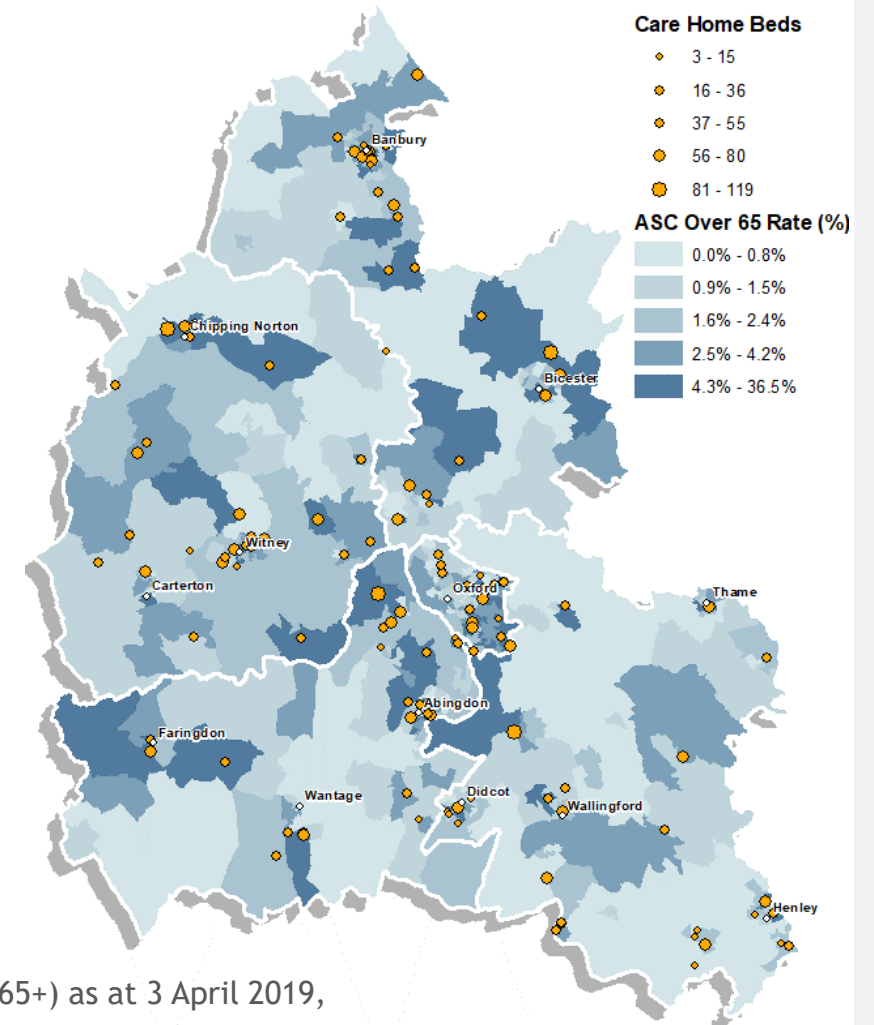 Care Home Beds
3 - 15
16 - 36
37 - 55
56 - 80
81 - 119
ASC Over 65 Rate (%)
0.0% - 0.8%
0.9% - 1.5%
1.6% - 2.4%
2.5% - 4.2%
4.3% - 36.5%
Banbury
Chipping Norton
Bicester
Witney
Carterton
Oxford
Thame
Abingdon
Faringdon
Wantage
Didcot
Wallingford
Henley
65+) as at 3 April 2019,